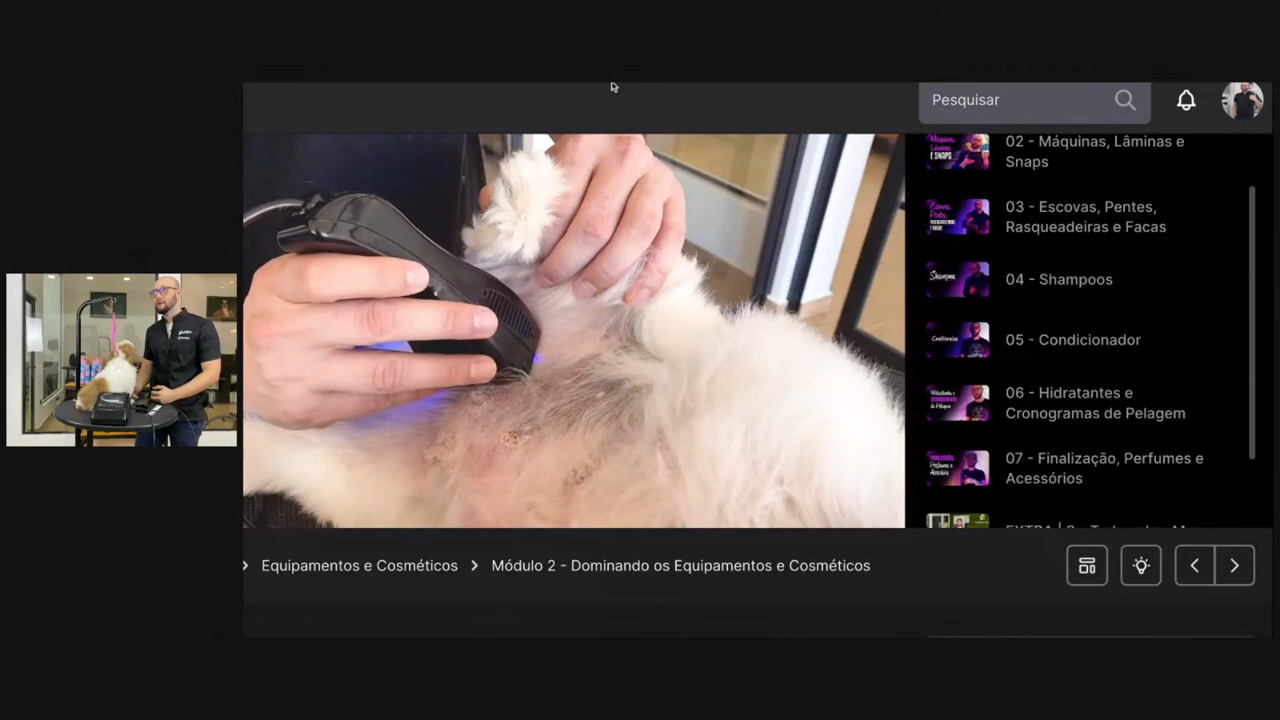 Pesquisar
02 - Máquinas, Lâminas e
Snaps
03 - Escovas, Pentes,
Rasqueadeiras e Facas
04 - Shampoos
05 - Condicionador
06 - Hidratantes e
Cronogramas de Pelagem
07 - Finalização, Perfumes e
Acessórios
Equipamentos e Cosméticos
Módulo 2 - Dominando os Equipamentos e Cosméticos